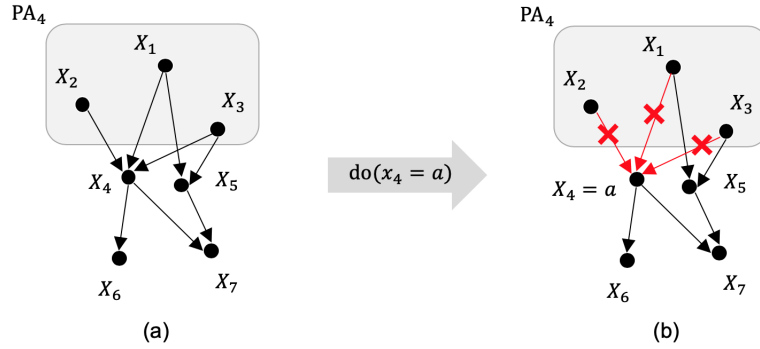 PA₄
X₁
X₂
X₃
X₄
X₅
X₆
X₇
(a)
do(x₄ = a)
PA₄
X₁
X₂
X₃
X₄ = a
X₅
X₆
X₇
(b)